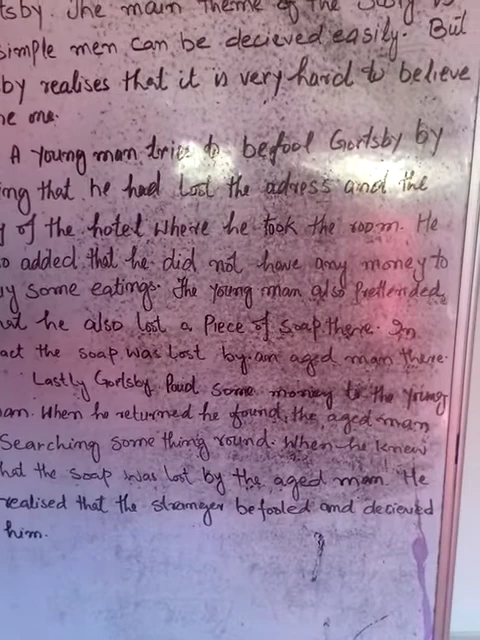 tsby. The main theme of the Story is
simple men can be decieved easily. But
by realises that it is very hard to believe
ne one.
A young man tries to befool Gortsby by
ing that he had lost the adress and the
y of the hotel where he took the room. He
o added that he did not have any money to
uy some eatings. The young man also Prettended
hat he also lost a Piece of Soap there. In
act the soap was lost by an aged man there.
Lastly Gortsby Paid some money to the young
an. When he returned he found, the aged man
Searching some thing round. When he knew
hat the soap was lost by the aged man. He
realised that the stranger befooled and decieved
him.